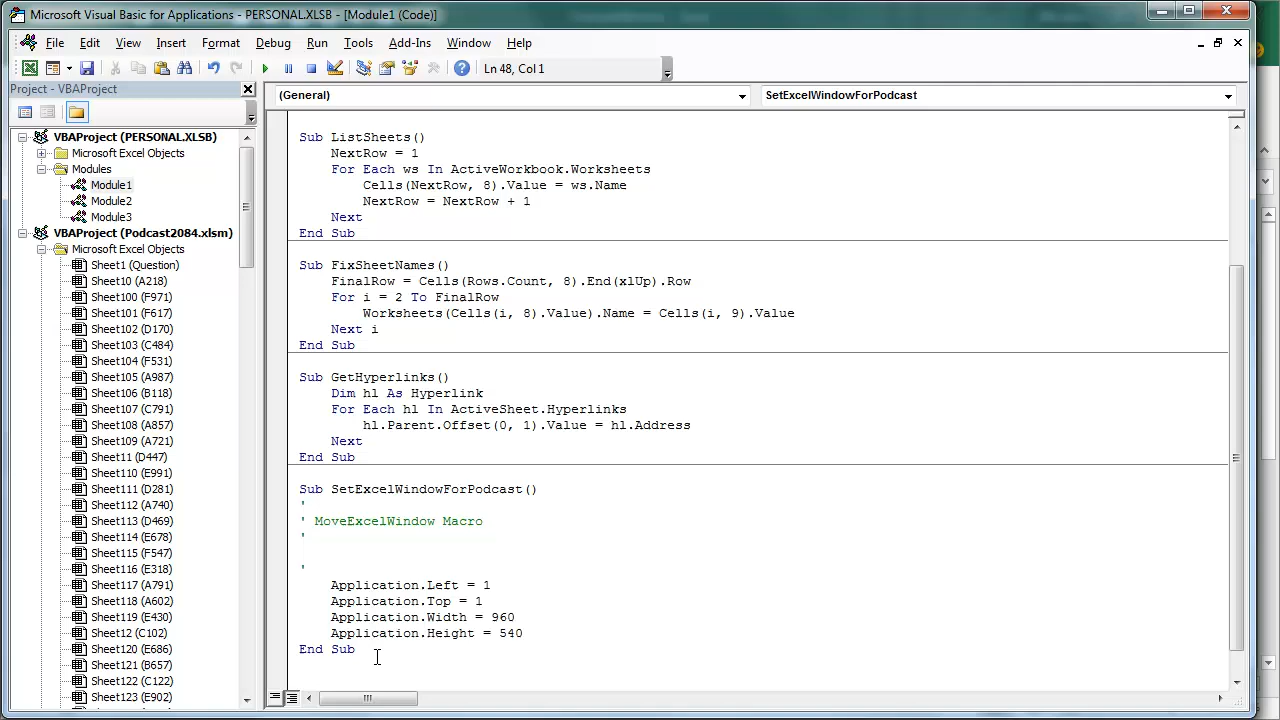 Microsoft Visual Basic for Applications - PERSONAL.XLSB - [Module1 (Code)]
File Edit View Insert Format Debug Run Tools Add-Ins Window Help
Ln 48, Col 1
Project - VBAProject
(General)
SetExcelWindowForPodcast
VBAProject (PERSONAL.XLSB)
Microsoft Excel Objects
Modules
Module1
Module2
Module3
VBAProject (Podcast2084.xlsm)
Microsoft Excel Objects
Sheet1 (Question)
Sheet10 (A218)
Sheet100 (F971)
Sheet101 (F617)
Sheet102 (D170)
Sheet103 (C484)
Sheet104 (F531)
Sheet105 (A987)
Sheet106 (B118)
Sheet107 (C791)
Sheet108 (A857)
Sheet109 (A721)
Sheet11 (D447)
Sheet110 (E991)
Sheet111 (D281)
Sheet112 (A740)
Sheet113 (D469)
Sheet114 (E678)
Sheet115 (F547)
Sheet116 (E318)
Sheet117 (A791)
Sheet118 (A602)
Sheet119 (E430)
Sheet12 (C102)
Sheet120 (E686)
Sheet121 (B657)
Sheet122 (C122)
Sheet123 (E902)
Sub ListSheets()
NextRow = 1
For Each ws In ActiveWorkbook.Worksheets
Cells(NextRow, 8).Value = ws.Name
NextRow = NextRow + 1
Next
End Sub
Sub FixSheetNames()
FinalRow = Cells(Rows.Count, 8).End(xlUp).Row
For i = 2 To FinalRow
Worksheets(Cells(i, 8).Value).Name = Cells(i, 9).Value
Next i
End Sub
Sub GetHyperlinks()
Dim hl As Hyperlink
For Each hl In ActiveSheet.Hyperlinks
hl.Parent.Offset(0, 1).Value = hl.Address
Next
End Sub
Sub SetExcelWindowForPodcast()
'
' MoveExcelWindow Macro
'
'
Application.Left = 1
Application.Top = 1
Application.Width = 960
Application.Height = 540
End Sub